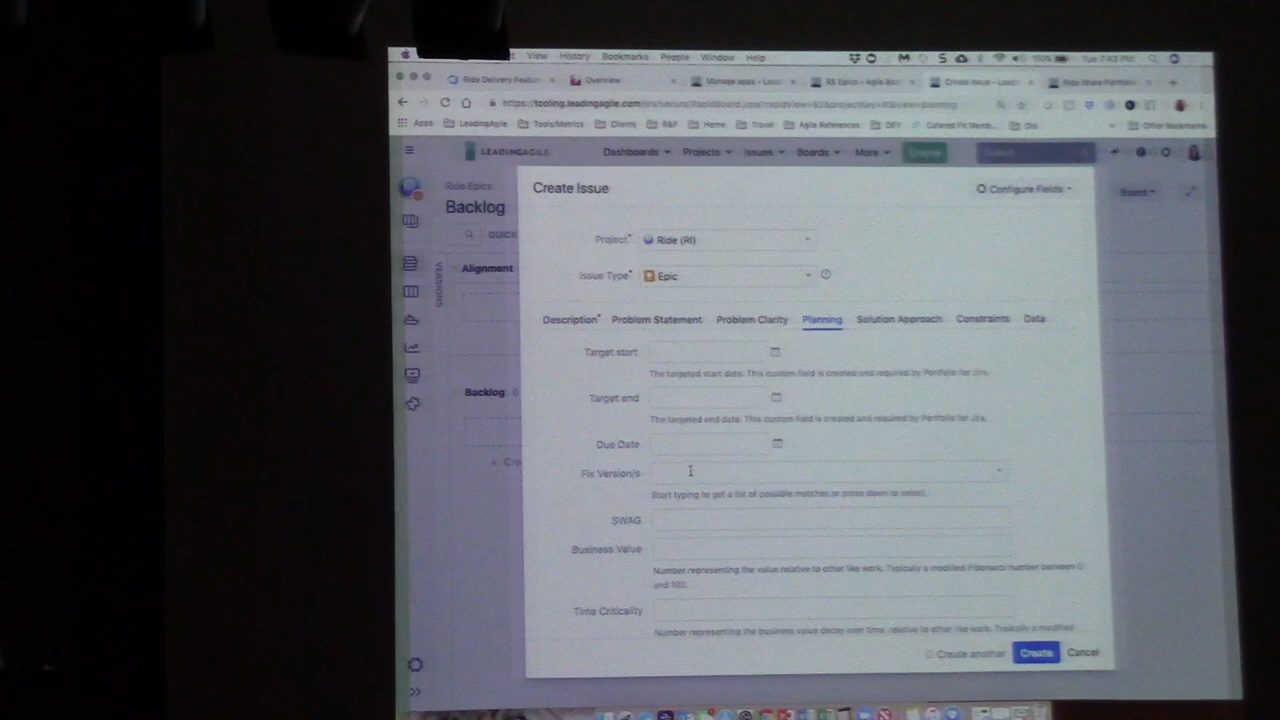 View History Bookmarks People Window Help 100% Tue 7:43 PM
Ride Delivery Featur Overview Manage apps - Lead RS Epics - Agile Bo Create Issue - Lead Ride Share Portfolio
https://tooling.leadingagile.com/jira/secure/RapidBoard.jspa?rapidView=92&projectKey=RI&view=planning
Apps LeadingAgile Tools/Metrics Clients R&F Home Travel Agile References DEV Catered Fit Memb... Other Bookmarks
LEADINGAGILE Dashboards Projects Issues Boards More Create Search
Ride Epics
Backlog
Board
QUICK
VERSIONS
Alignment
Backlog
Create Issue Configure Fields
Project* Ride (RI)
Issue Type* Epic
Description* Problem Statement Problem Clarity Planning Solution Approach Constraints Data
Target start
The targeted start date. This custom field is created and required by Portfolio for Jira.
Target end
The targeted end date. This custom field is created and required by Portfolio for Jira.
Due Date
Fix Version/s
Start typing to get a list of possible matches or press down to select.
SWAG
Business Value
Number representing the value relative to other like work. Typically a modified Fibonacci number between 0
and 100.
Time Criticality
Number representing the business value decay over time, relative to other like work. Typically a modified
Create another Create Cancel